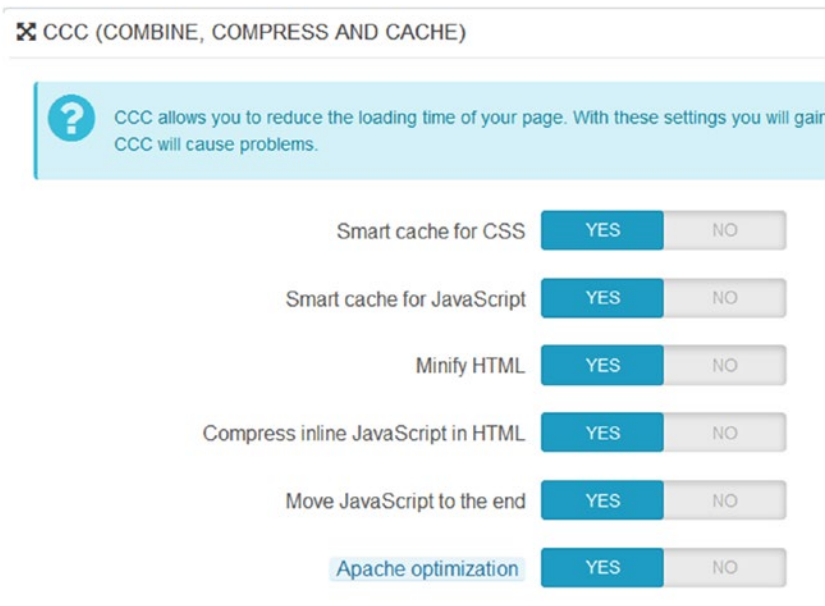 CCC (COMBINE, COMPRESS AND CACHE)
CCC allows you to reduce the loading time of your page. With these settings you will gain
CCC will cause problems.
Smart cache for CSS YES NO
Smart cache for JavaScript YES NO
Minify HTML YES NO
Compress inline JavaScript in HTML YES NO
Move JavaScript to the end YES NO
Apache optimization YES NO